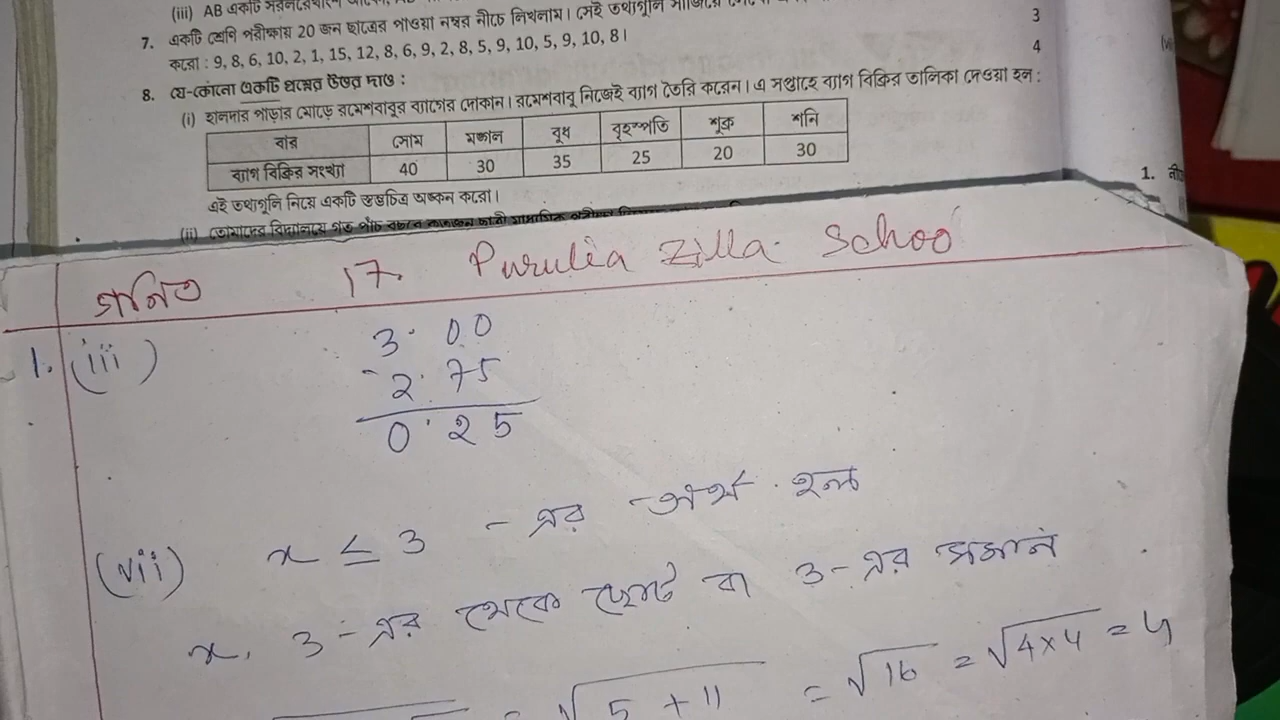 (iii) AB একটি
7. একটি শ্রেণি পরীক্ষায় 20 জন ছাত্রের পাওয়া নম্বর নীচে লিখলাম। সেই তথ্যগুলি সাজিয়ে
3
করো : 9, 8, 6, 10, 2, 1, 15, 12, 8, 6, 9, 2, 8, 5, 9, 10, 5, 9, 10, 8।
4
8. যে-কোনো একটি প্রশ্নের উত্তর দাও :
(i) হালদার পাড়ার মোড়ে রমেশবাবুর ব্যাগের দোকান। রমেশবাবু নিজেই ব্যাগ তৈরি করেন। এ সপ্তাহে ব্যাগ বিক্রির তালিকা দেওয়া হল :
বার সোম মঙ্গল বুধ বৃহস্পতি শুক্র শনি
ব্যাগ বিক্রির সংখ্যা 40 30 35 25 20 30
এই তথ্যগুলি নিয়ে একটি স্তম্ভচিত্র অঙ্কন করো।
1.
(ii) তোমাদের বিদ্যালয়ে গত পাঁচ বছরে
গনিত 17. Purulia Zilla School
1. (iii) 3.00
- 2.75
0.25
(vii) x ≤ 3 - এর অর্থ হল
x, 3-এর থেকে ছোট বা 3-এর সমান
= √5 + 11 = √16 = √4×4 = 4